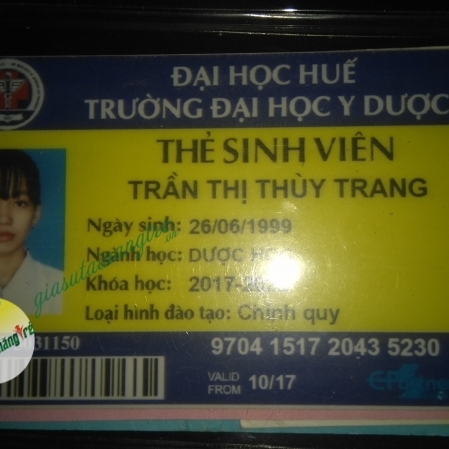 ĐẠI HỌC HUẾ
TRƯỜNG ĐẠI HỌC Y DƯỢC
THẺ SINH VIÊN
TRẦN THỊ THÙY TRANG
Ngày sinh: 26/06/1999
Ngành học: DƯỢC
Khóa học: 2017-
Loại hình đào tạo: Chính quy
31150
9704 1517 2043 5230
VALID
FROM 10/17